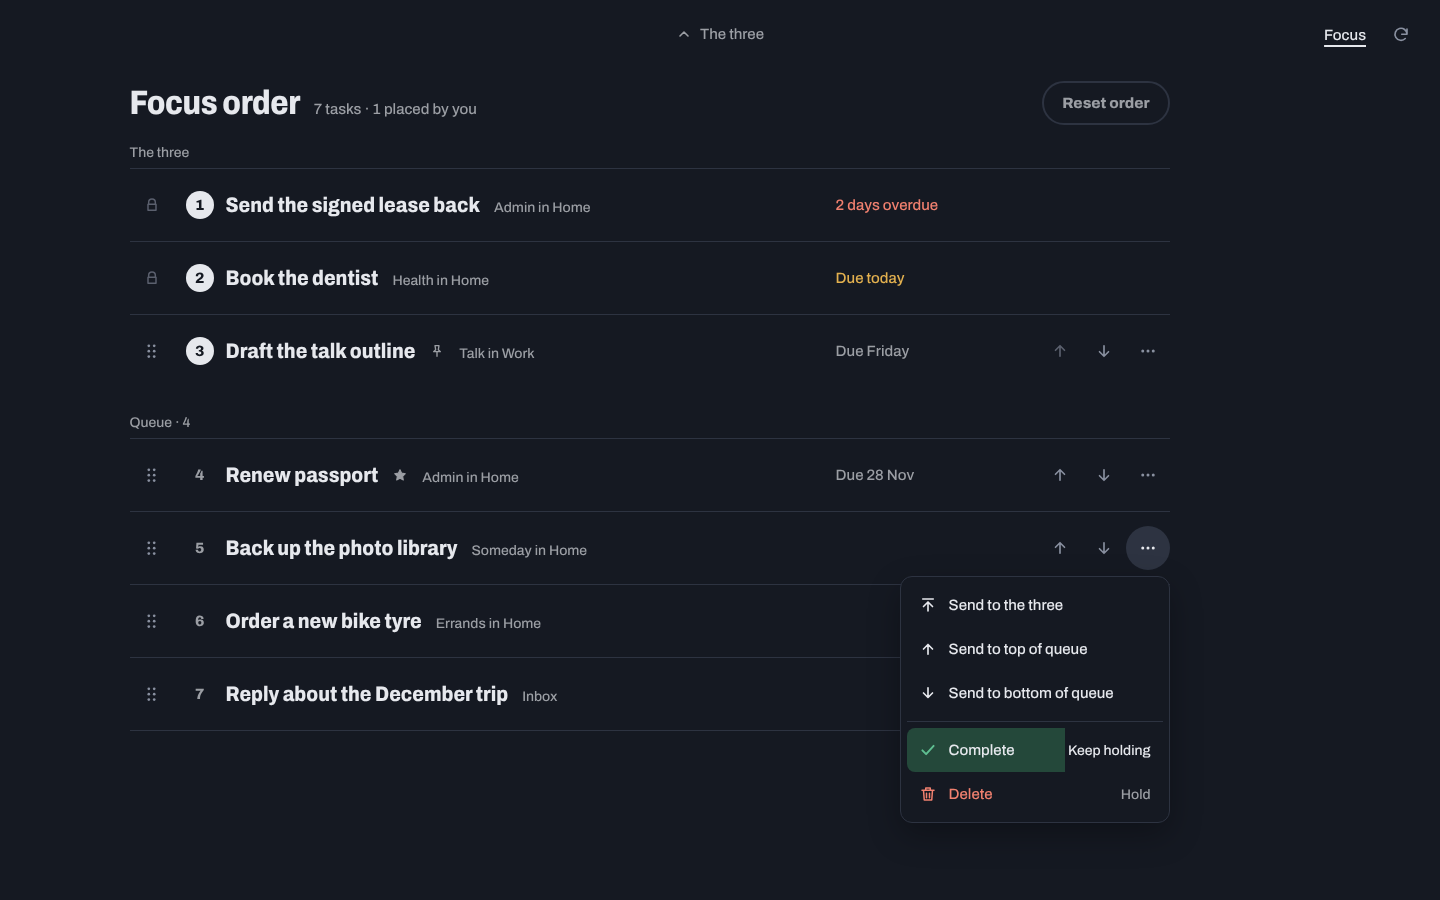 The three
Focus
Focus order 7 tasks · 1 placed by you
Reset order
The three
1 Send the signed lease back Admin in Home 2 days overdue
2 Book the dentist Health in Home Due today
3 Draft the talk outline Talk in Work Due Friday
Queue · 4
4 Renew passport Admin in Home Due 28 Nov
5 Back up the photo library Someday in Home
6 Order a new bike tyre Errands in Home
7 Reply about the December trip Inbox
Send to the three
Send to top of queue
Send to bottom of queue
Complete Keep holding
Delete Hold